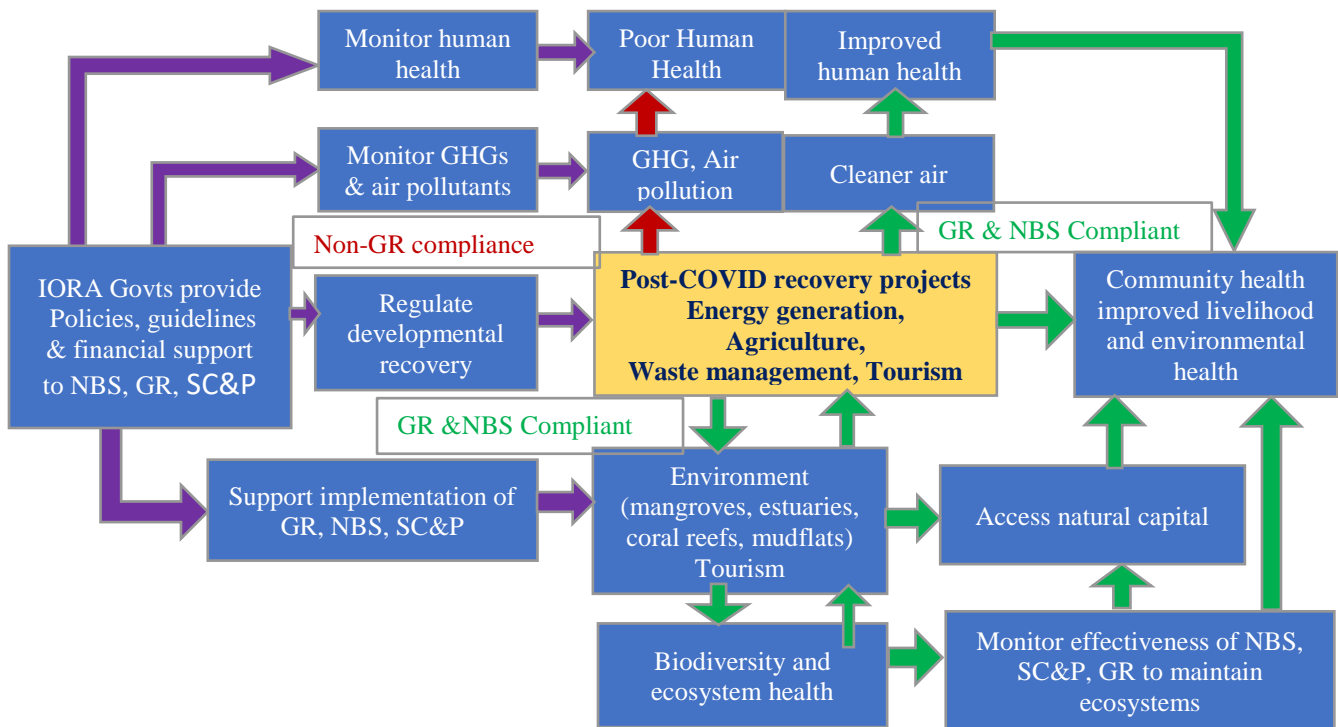 Monitor human
health
Poor Human
Health
Improved
human health
Monitor GHGs
& air pollutants
GHG, Air
pollution
Cleaner air
Non-GR compliance
GR & NBS Compliant
IORA Govts provide
Policies, guidelines
& financial support
to NBS, GR, SC&P
Regulate
developmental
recovery
Post-COVID recovery projects
Energy generation,
Agriculture,
Waste management, Tourism
Community health
improved livelihood
and environmental
health
GR &NBS Compliant
Support implementation of
GR, NBS, SC&P
Environment
(mangroves, estuaries,
coral reefs, mudflats)
Tourism
Access natural capital
Biodiversity and
ecosystem health
Monitor effectiveness of NBS,
SC&P, GR to maintain
ecosystems